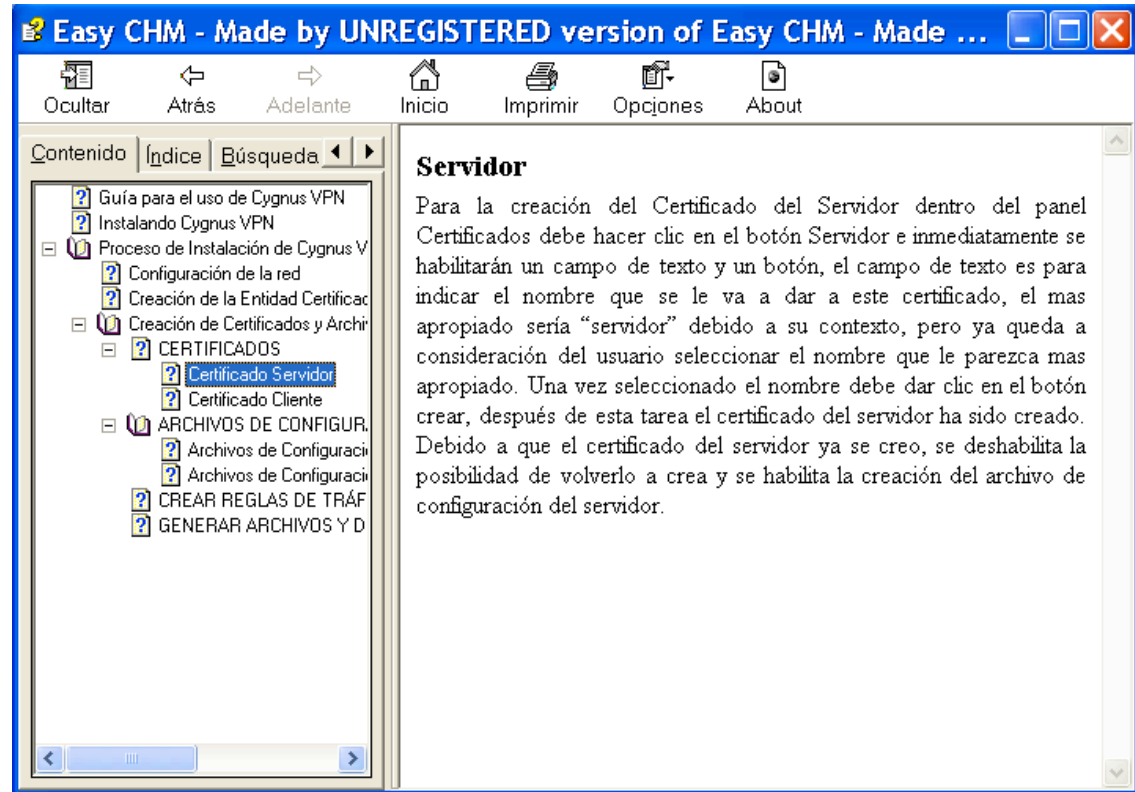 Easy CHM - Made by UNREGISTERED version of Easy CHM - Made ...
Ocultar Atrás Adelante Inicio Imprimir Opciones About
Contenido Índice Búsqueda
Guía para el uso de Cygnus VPN
Instalando Cygnus VPN
Proceso de Instalación de Cygnus V
Configuración de la red
Creación de la Entidad Certificac
Creación de Certificados y Archiv
CERTIFICADOS
Certificado Servidor
Certificado Cliente
ARCHIVOS DE CONFIGUR
Archivos de Configuració
Archivos de Configuració
CREAR REGLAS DE TRÁF
GENERAR ARCHIVOS Y D
Servidor
Para la creación del Certificado del Servidor dentro del panel
Certificados debe hacer clic en el botón Servidor e inmediatamente se
habilitarán un campo de texto y un botón, el campo de texto es para
indicar el nombre que se le va a dar a este certificado, el mas
apropiado sería “servidor” debido a su contexto, pero ya queda a
consideración del usuario seleccionar el nombre que le parezca mas
apropiado. Una vez seleccionado el nombre debe dar clic en el botón
crear, después de esta tarea el certificado del servidor ha sido creado.
Debido a que el certificado del servidor ya se creo, se deshabilita la
posibilidad de volverlo a crea y se habilita la creación del archivo de
configuración del servidor.